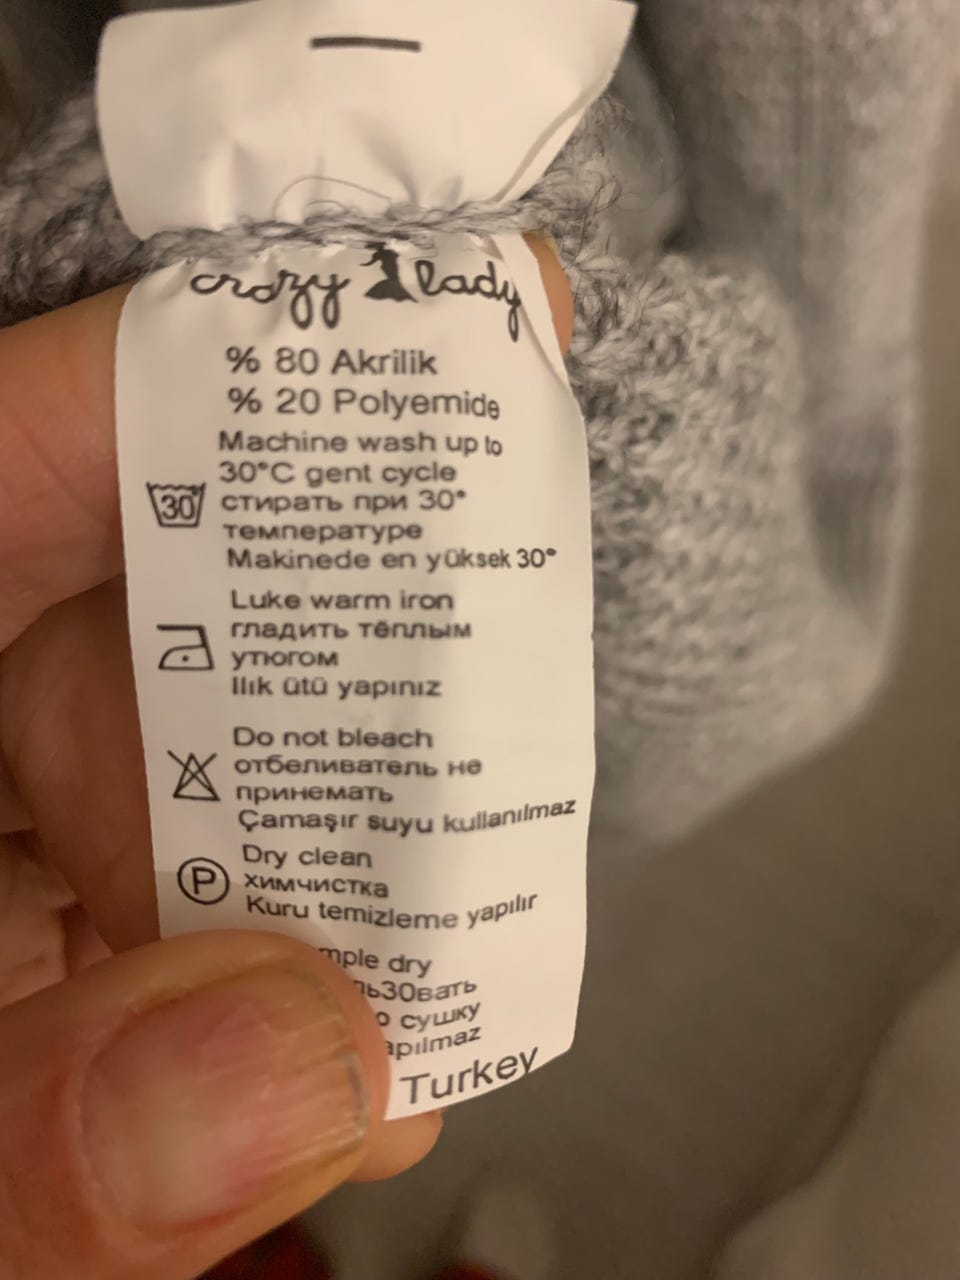 crazy lady
% 80 Akrilik
% 20 Polyemide
Machine wash up to
30°C gent cycle
30
стирать при 30°
температуре
Makinede en yüksek 30°
Luke warm iron
гладить тёплым
утюгом
Ilık ütü yapınız
Do not bleach
отбеливатель не
принемать
Çamaşır suyu kullanılmaz
Dry clean
P
химчистка
Kuru temizleme yapılır
dry
сушку
Turkey